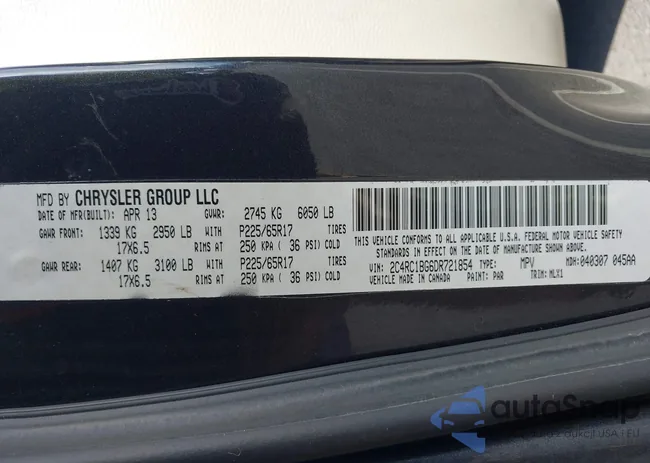 MFD BY CHRYSLER GROUP LLC
DATE OF MFR(BUILT): APR 13 GVWR: 2745 KG 6050 LB
GAWR FRONT: 1339 KG 2950 LB WITH P225/65R17 TIRES
17X6.5 RIMS AT 250 KPA ( 36 PSI) COLD
GAWR REAR: 1407 KG 3100 LB WITH P225/65R17 TIRES
17X6.5 RIMS AT 250 KPA ( 36 PSI) COLD
THIS VEHICLE CONFORMS TO ALL APPLICABLE U.S.A. FEDERAL MOTOR VEHICLE SAFETY
STANDARDS IN EFFECT ON THE DATE OF MANUFACTURE SHOWN ABOVE.
VIN: 2C4RC1BG6DR721854 TYPE: MPV MDH: 040307 045AA
VEHICLE MADE IN CANADA PAINT: PAR TRIM: MLX1
autoSnap
USA | EU